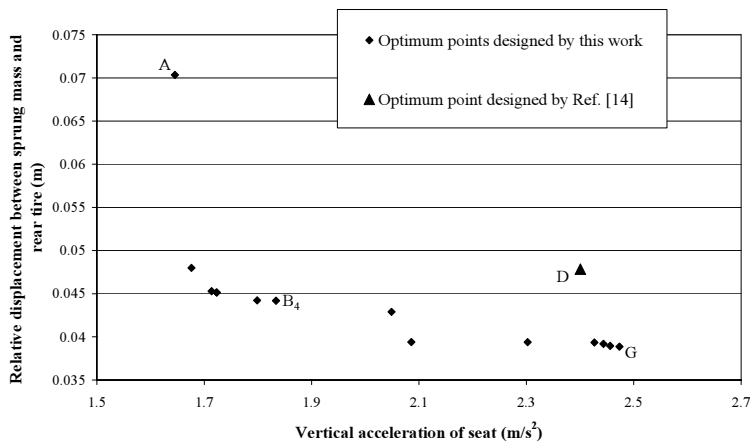 Optimum points designed by this work
Optimum point designed by Ref. [14]
Relative displacement between sprung mass and
rear tire (m)
0.075
0.07
0.065
0.06
0.055
0.05
0.045
0.04
0.035
A
B4
D
G
1.5 1.7 1.9 2.1 2.3 2.5 2.7
Vertical acceleration of seat (m/s²)